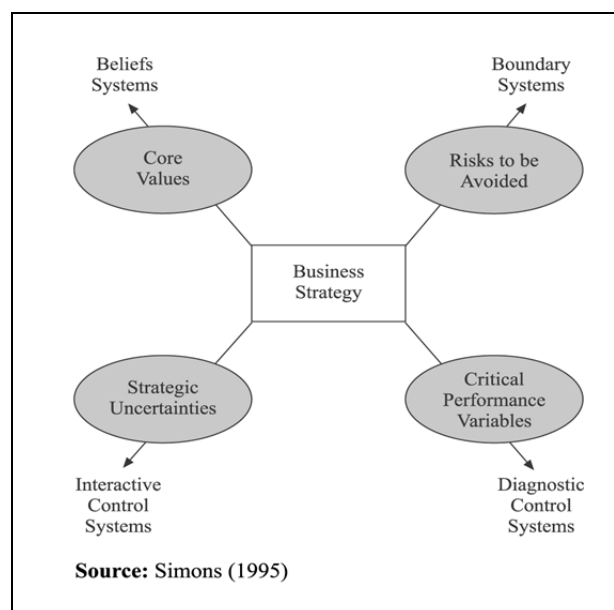 Beliefs
Systems
Boundary
Systems
Core
Values
Risks to be
Avoided
Business
Strategy
Strategic
Uncertainties
Critical
Performance
Variables
Interactive
Control
Systems
Diagnostic
Control
Systems
Source: Simons (1995)